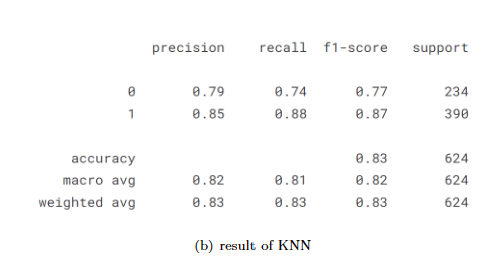 precision recall f1-score support
0 0.79 0.74 0.77 234
1 0.85 0.88 0.87 390
accuracy 0.83 624
macro avg 0.82 0.81 0.82 624
weighted avg 0.83 0.83 0.83 624
(b) result of KNN